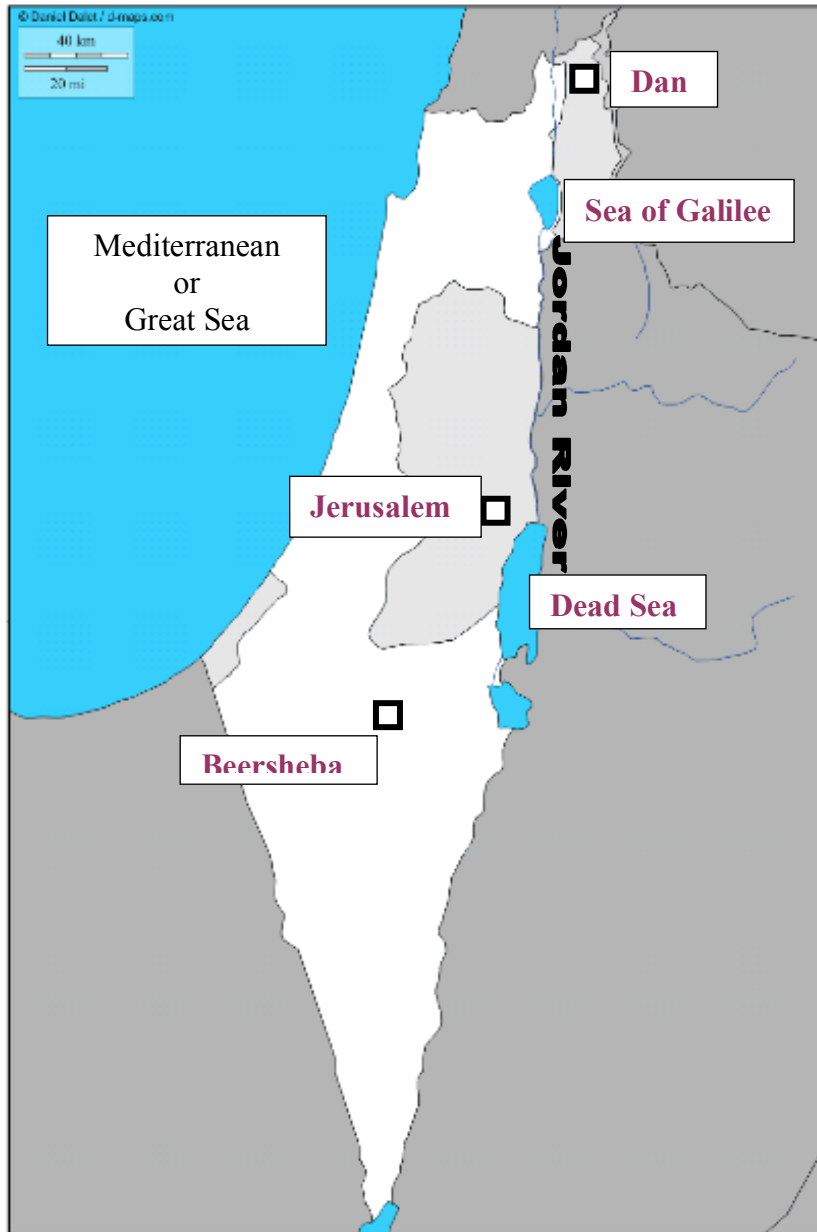 © Daniel Dalet / d-maps.com
40 km
20 mi
Dan
Sea of Galilee
Mediterranean
or
Great Sea
Jordan River
Jerusalem
Dead Sea
Beersheba